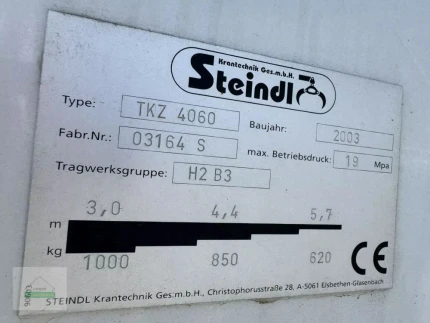 Krantechnik Ges.m.b.H.
Steindl
Type: TKZ 4060 Baujahr: 2003
Fabr.Nr.: 03164 S max. Betriebsdruck: 19 Mpa
Tragwerksgruppe: H2 B3
m 3,0 4,4 5,7
kg 1000 850 620
CE
STEINDL Krantechnik Ges.m.b.H., Christophorusstraße 28, A-5061 Elsbethen-Glasenbach